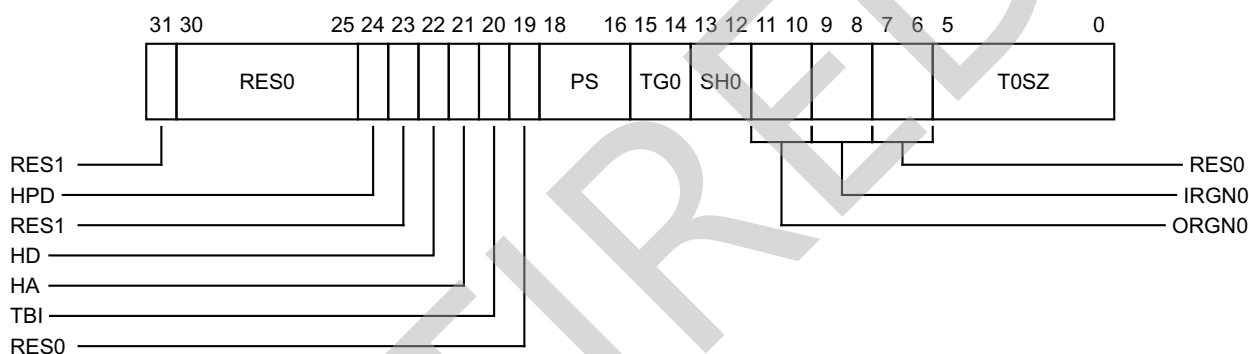 31 30 25 24 23 22 21 20 19 18 16 15 14 13 12 11 10 9 8 7 6 5 0
RES0 PS TG0 SH0 T0SZ
RES1 RES0
HPD IRGN0
RES1 ORGN0
HD
HA
TBI
RES0